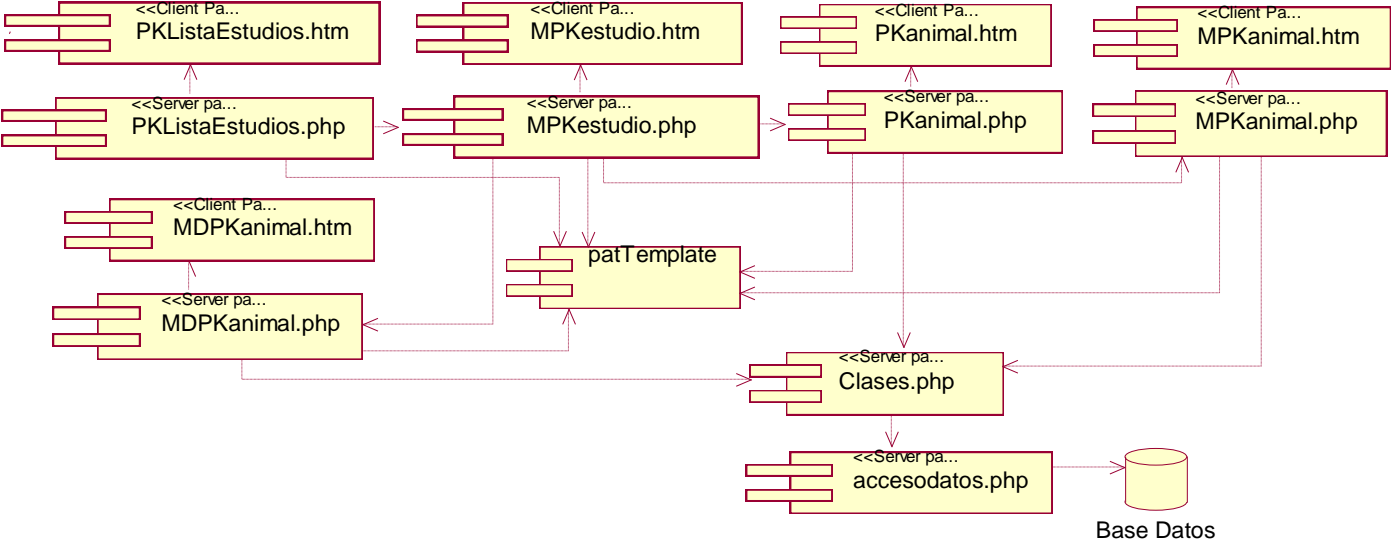 <<Client Pa...
PKListaEstudios.htm
<<Client Pa...
MPKestudio.htm
<<Client Pa...
PKanimal.htm
<<Client Pa...
MPKanimal.htm
<<Server pa...
PKListaEstudios.php
<<Server pa...
MPKestudio.php
<<Server pa...
PKanimal.php
<<Server pa...
MPKanimal.php
<<Client Pa...
MDPKanimal.htm
patTemplate
<<Server pa...
MDPKanimal.php
<<Server pa...
Clases.php
<<Server pa...
accesodatos.php
Base Datos